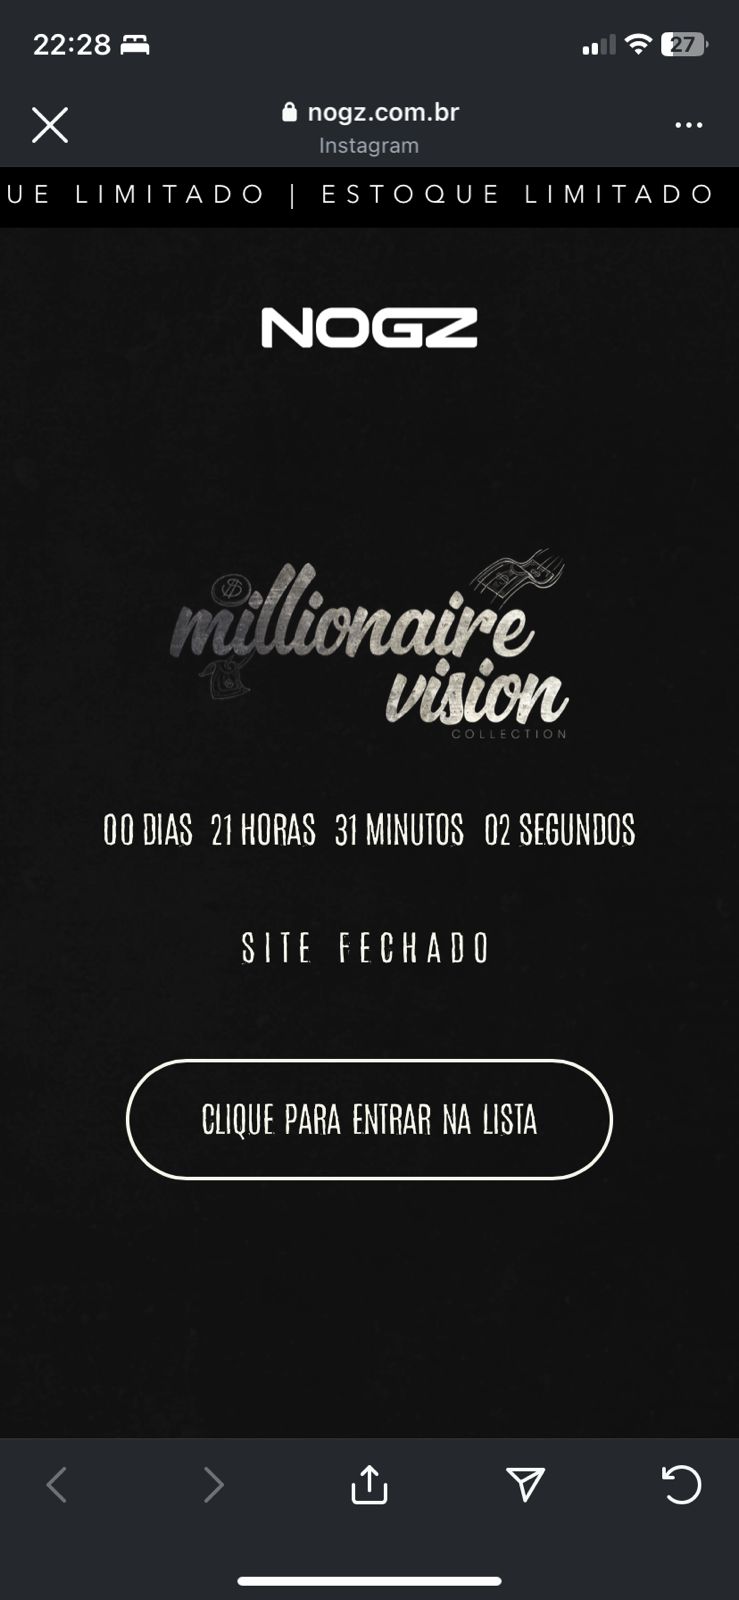 22:28
27
nogz.com.br
Instagram
UE LIMITADO | ESTOQUE LIMITADO
NOGZ
millionaire
vision
COLLECTION
00 DIAS 21 HORAS 31 MINUTOS 02 SEGUNDOS
SITE FECHADO
CLIQUE PARA ENTRAR NA LISTA